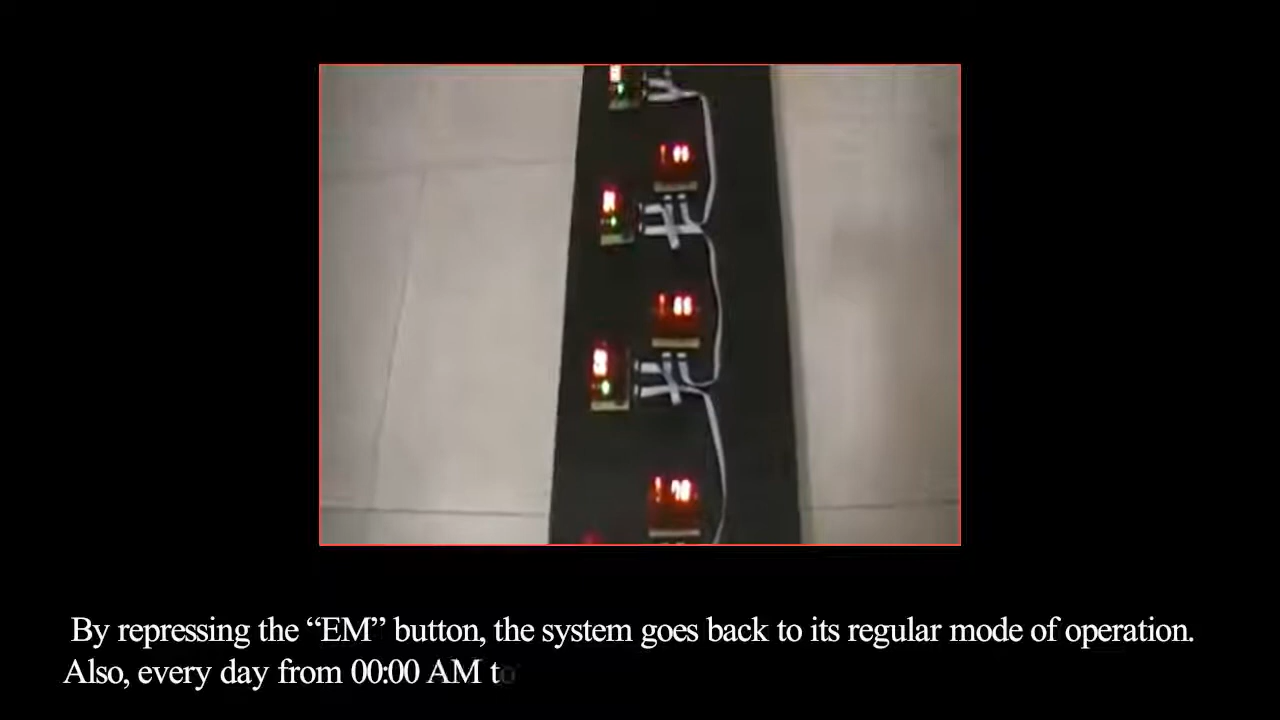 By repressing the “EM” button, the system goes back to its regular mode of operation.
Also, every day from 00:00 AM to